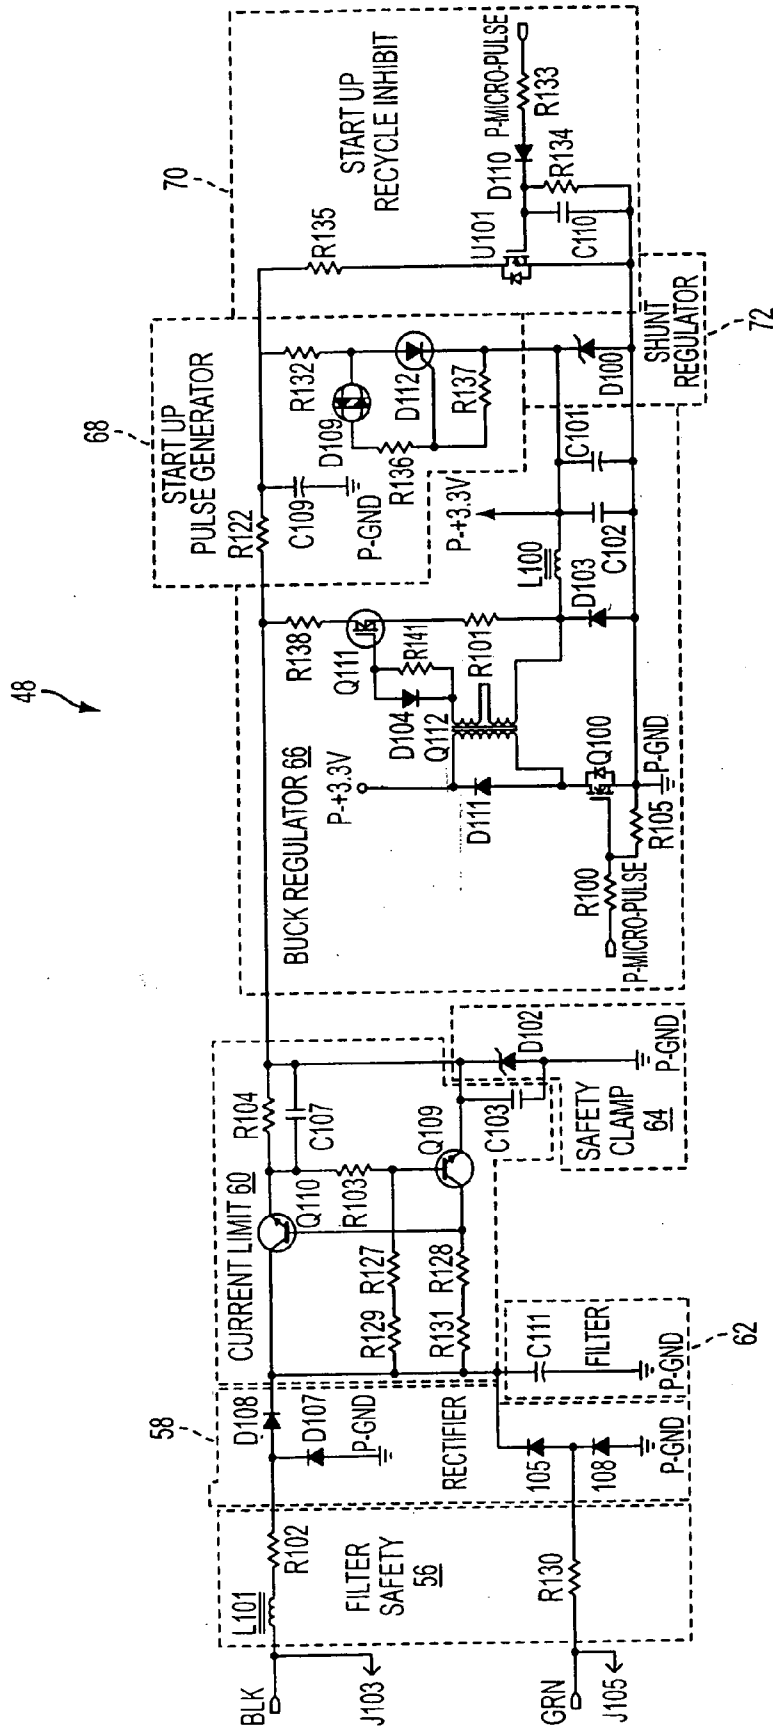 48
BLK
J103
GRN
J105
L101
R102
FILTER
SAFETY
56
R130
58
D108
D107
P-GND
RECTIFIER
105
108
P-GND
CURRENT LIMIT 60
Q110
R104
C107
R103
R129
R127
R131
R128
Q109
C111
FILTER
P-GND
62
C103
D102
P-GND
SAFETY
CLAMP
64
BUCK REGULATOR 66
P-+3.3V
R138
Q111
D104
R141
Q112
R101
D111
Q100
P-GND
R100
R105
P-MICRO-PULSE
L100
D103
P-+3.3V
C102
C101
68
START UP
PULSE GENERATOR
R122
C109
P-GND
R132
D109
D112
R136
R137
D100
SHUNT
REGULATOR
72
70
START UP
RECYCLE INHIBIT
R135
U101
C110
D110
R134
P-MICRO-PULSE
R133